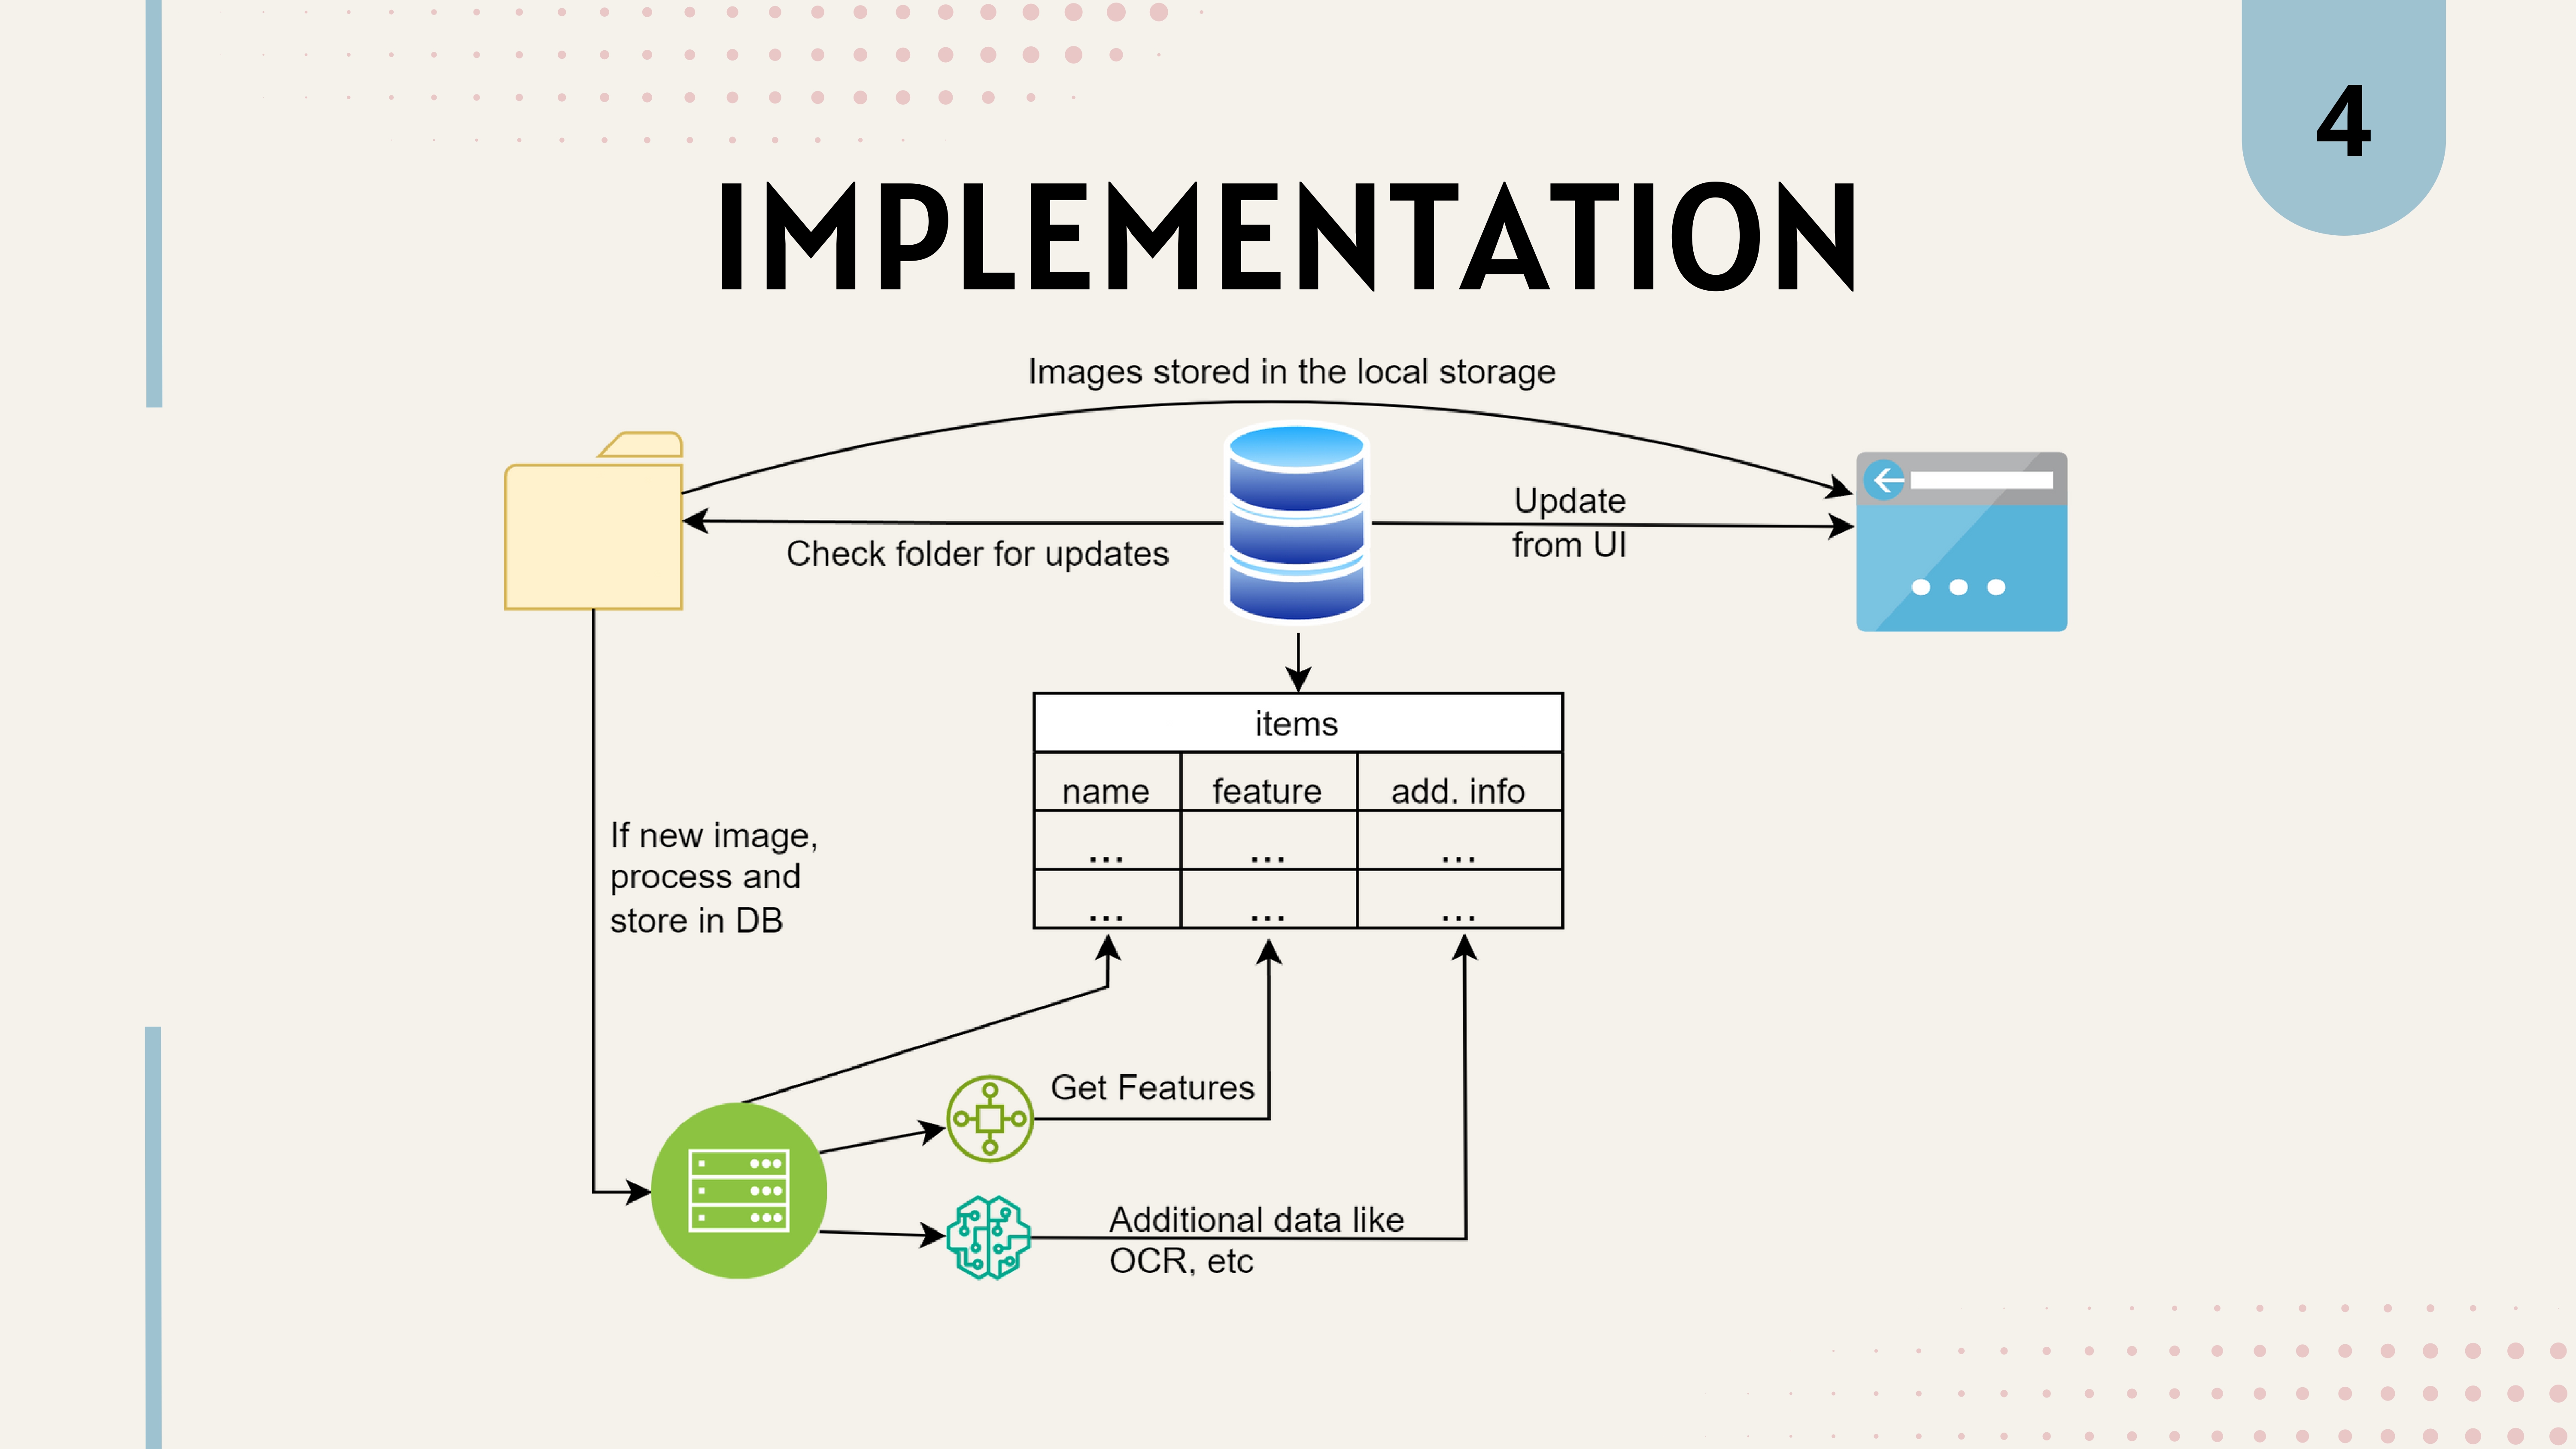 4
IMPLEMENTATION
Images stored in the local storage
Check folder for updates
Update
from UI
items
name feature add. info
... ... ...
... ... ...
If new image,
process and
store in DB
Get Features
Additional data like
OCR, etc